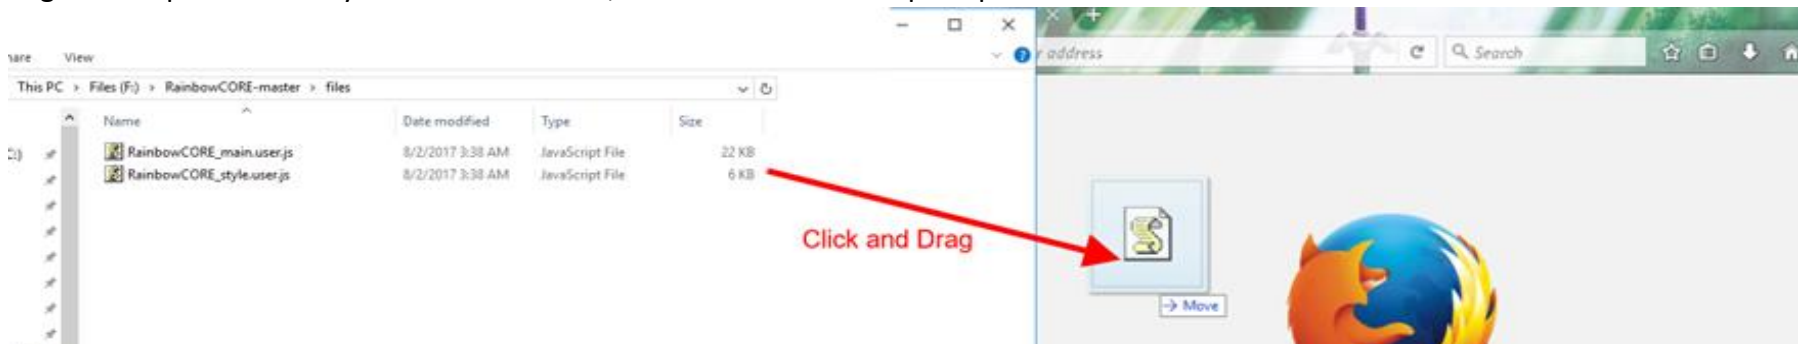 View
Search
This PC > Files (F:) > RainbowCORE-master > files
Name Date modified Type Size
RainbowCORE_main.user.js 8/2/2017 3:38 AM JavaScript File 22 KB
RainbowCORE_style.user.js 8/2/2017 3:38 AM JavaScript File 6 KB
Click and Drag
→ Move